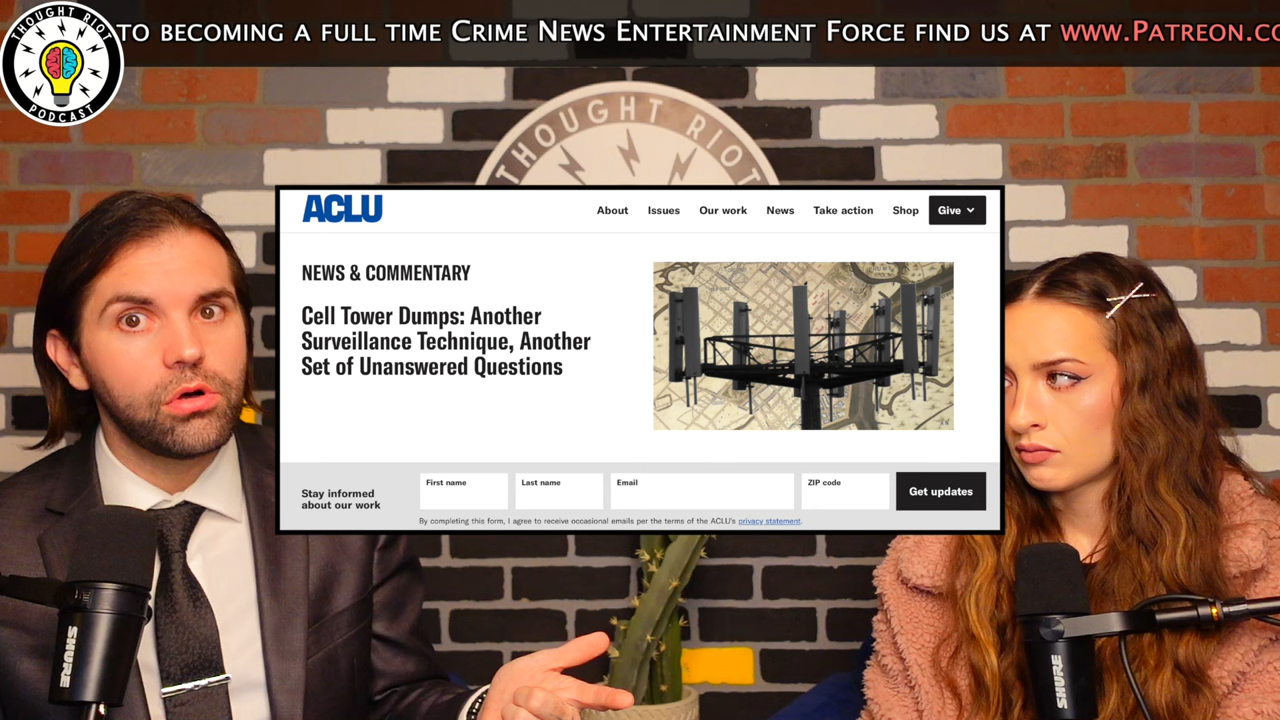 TO BECOMING A FULL TIME CRIME NEWS ENTERTAINMENT FORCE FIND US AT WWW.PATREON.CO
THOUGHT RIOT
PODCAST
THOUGHT RIOT
ACLU
About Issues Our work News Take action Shop Give
NEWS & COMMENTARY
Cell Tower Dumps: Another
Surveillance Technique, Another
Set of Unanswered Questions
Stay informed
about our work
First name Last name Email ZIP code
Get updates
By completing this form, I agree to receive occasional emails per the terms of the ACLU's privacy statement.
SHURE
SHURE